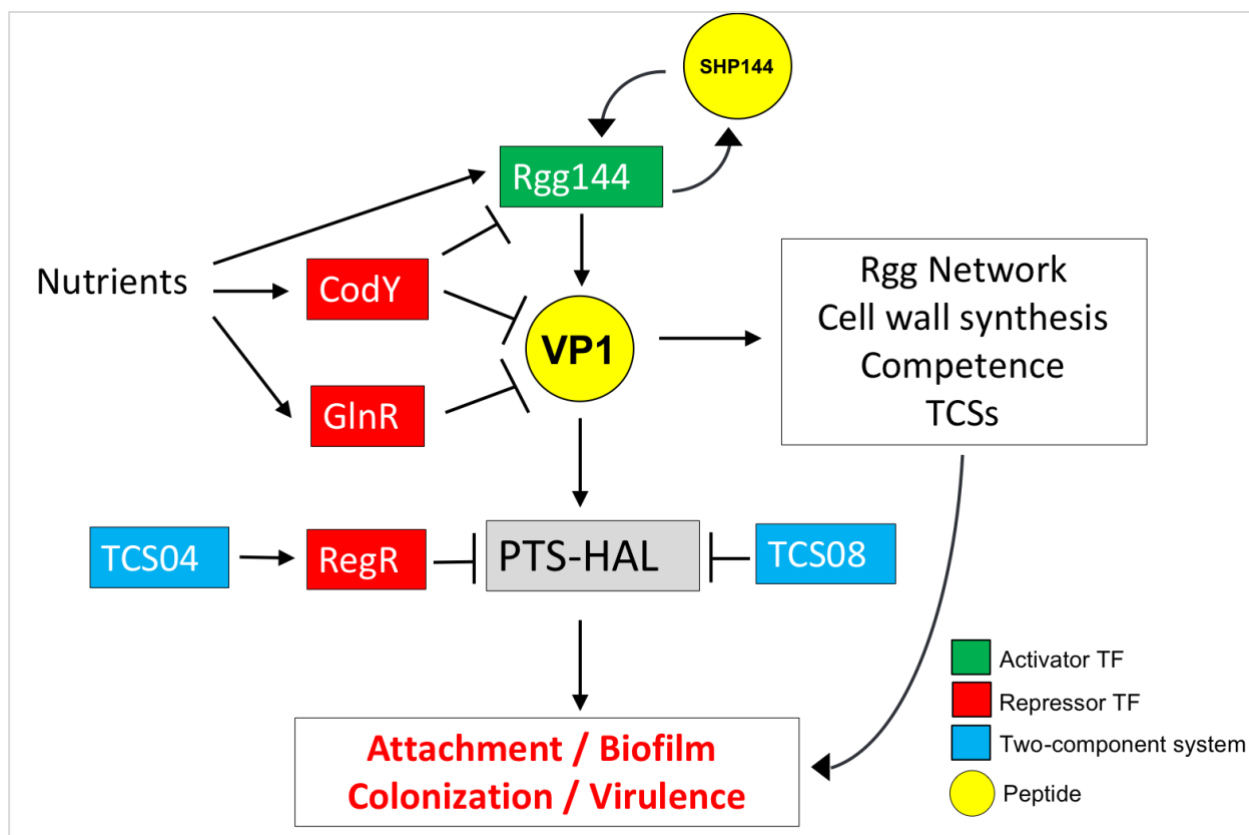 SHP144
Rgg144
Nutrients
CodY
GlnR
VP1
Rgg Network
Cell wall synthesis
Competence
TCSs
TCS04
RegR
PTS-HAL
TCS08
Attachment / Biofilm
Colonization / Virulence
Activator TF
Repressor TF
Two-component system
Peptide